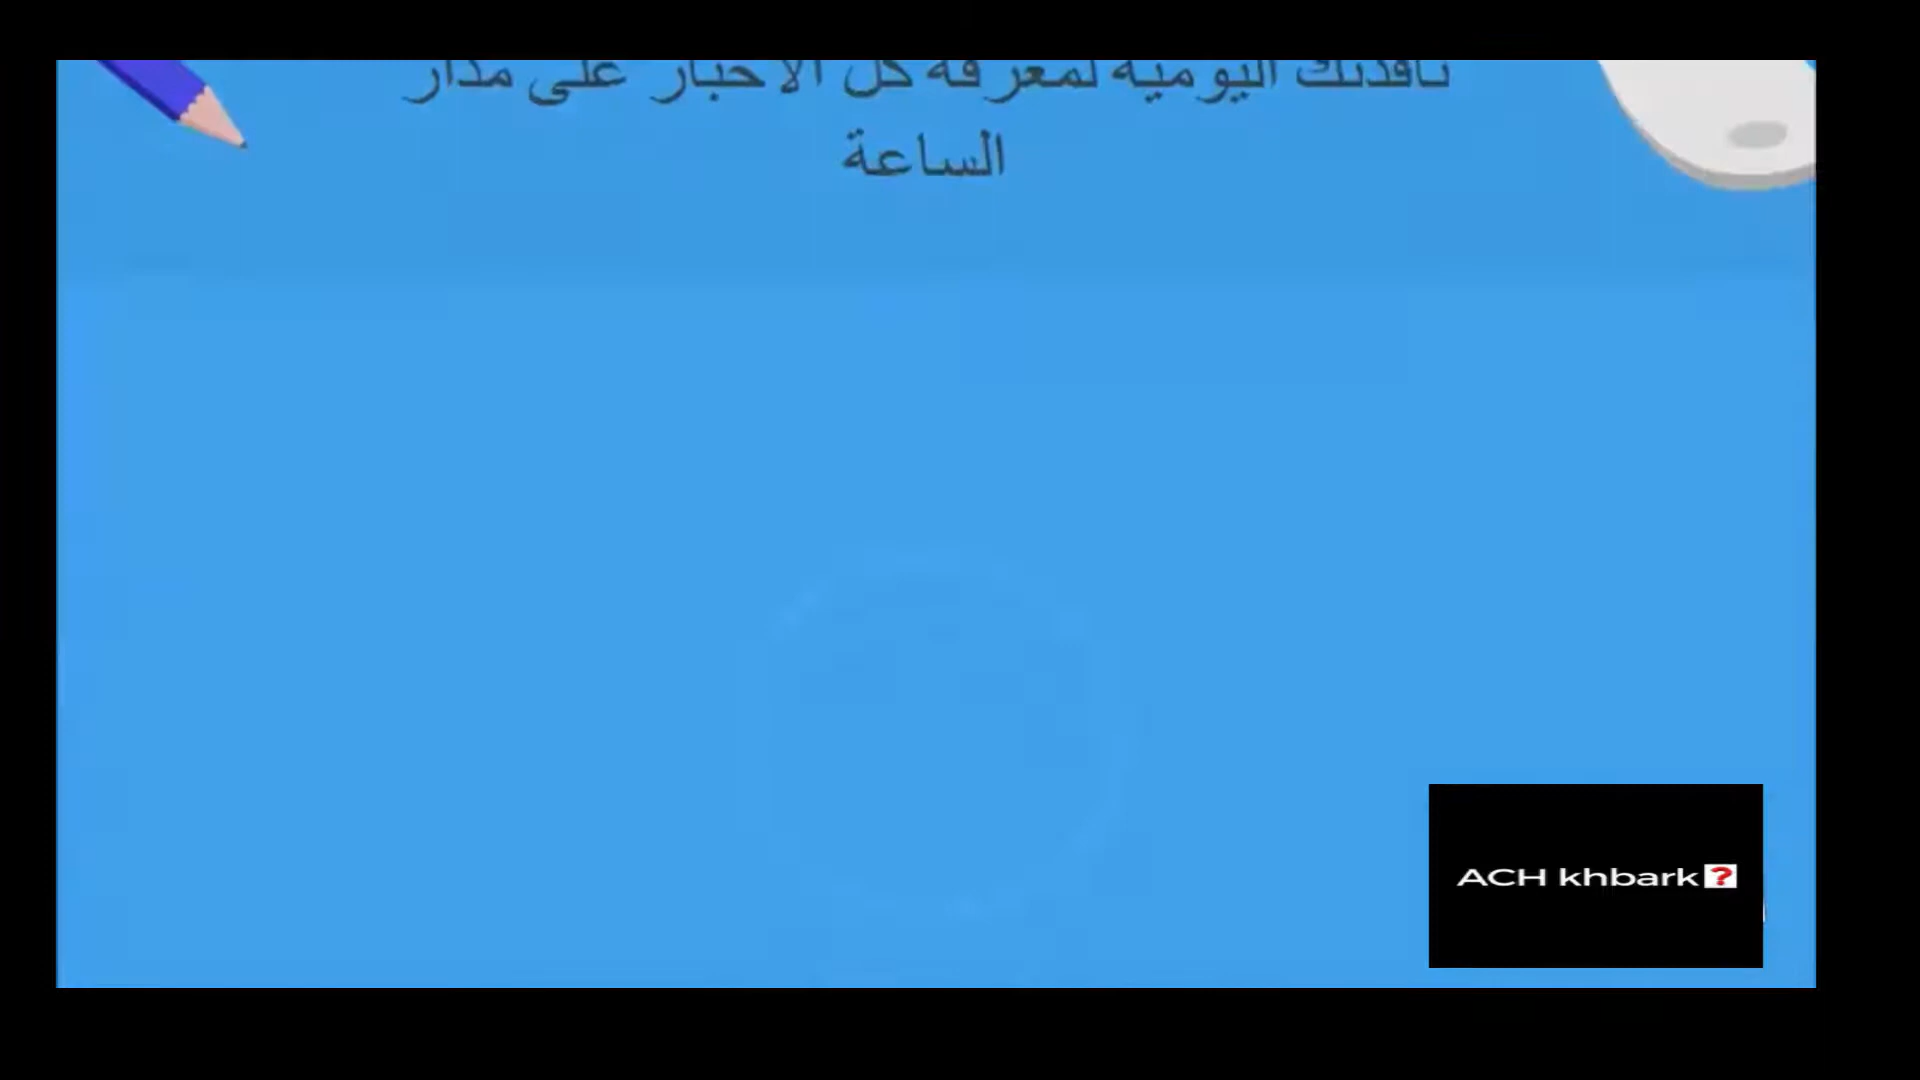 نافذتك اليومية لمعرفة كل الاخبار على مدار
الساعة
ACH khbark❓